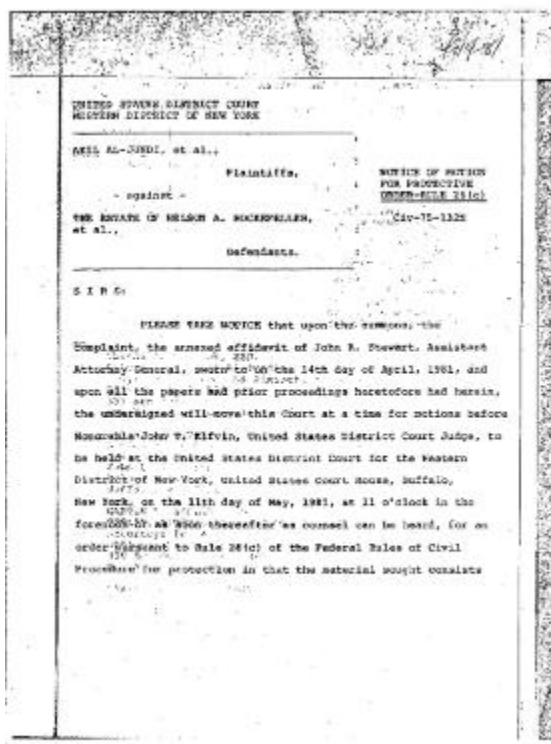 UNITED STATES DISTRICT COURT
WESTERN DISTRICT OF NEW YORK
AKIL AL-JUNDI, et al.,
Plaintiffs,
- against -
THE ESTATE OF NELSON A. ROCKEFELLER,
et al.,
Defendants.
NOTICE OF MOTION
FOR PROTECTIVE
ORDER-RULE 26(c)
Civ-75-132E
S I R S:
PLEASE TAKE NOTICE that upon the summons, the
Complaint, the annexed affidavit of John R. Stewart, Assistant
Attorney General, sworn to on the 14th day of April, 1981, and
upon all the papers had prior proceedings heretofore had herein,
the undersigned will move this Court at a time for motions before
Honorable John T. Elfvin, United States District Court Judge, to
be held at the United States District Court for the Western
District of New York, United States Court House, Buffalo,
New York, on the 11th day of May, 1981, at 11 o'clock in the
forenoon or as soon thereafter as counsel can be heard, for an
order pursuant to Rule 26(c) of the Federal Rules of Civil
Procedure for protection in that the material sought consists